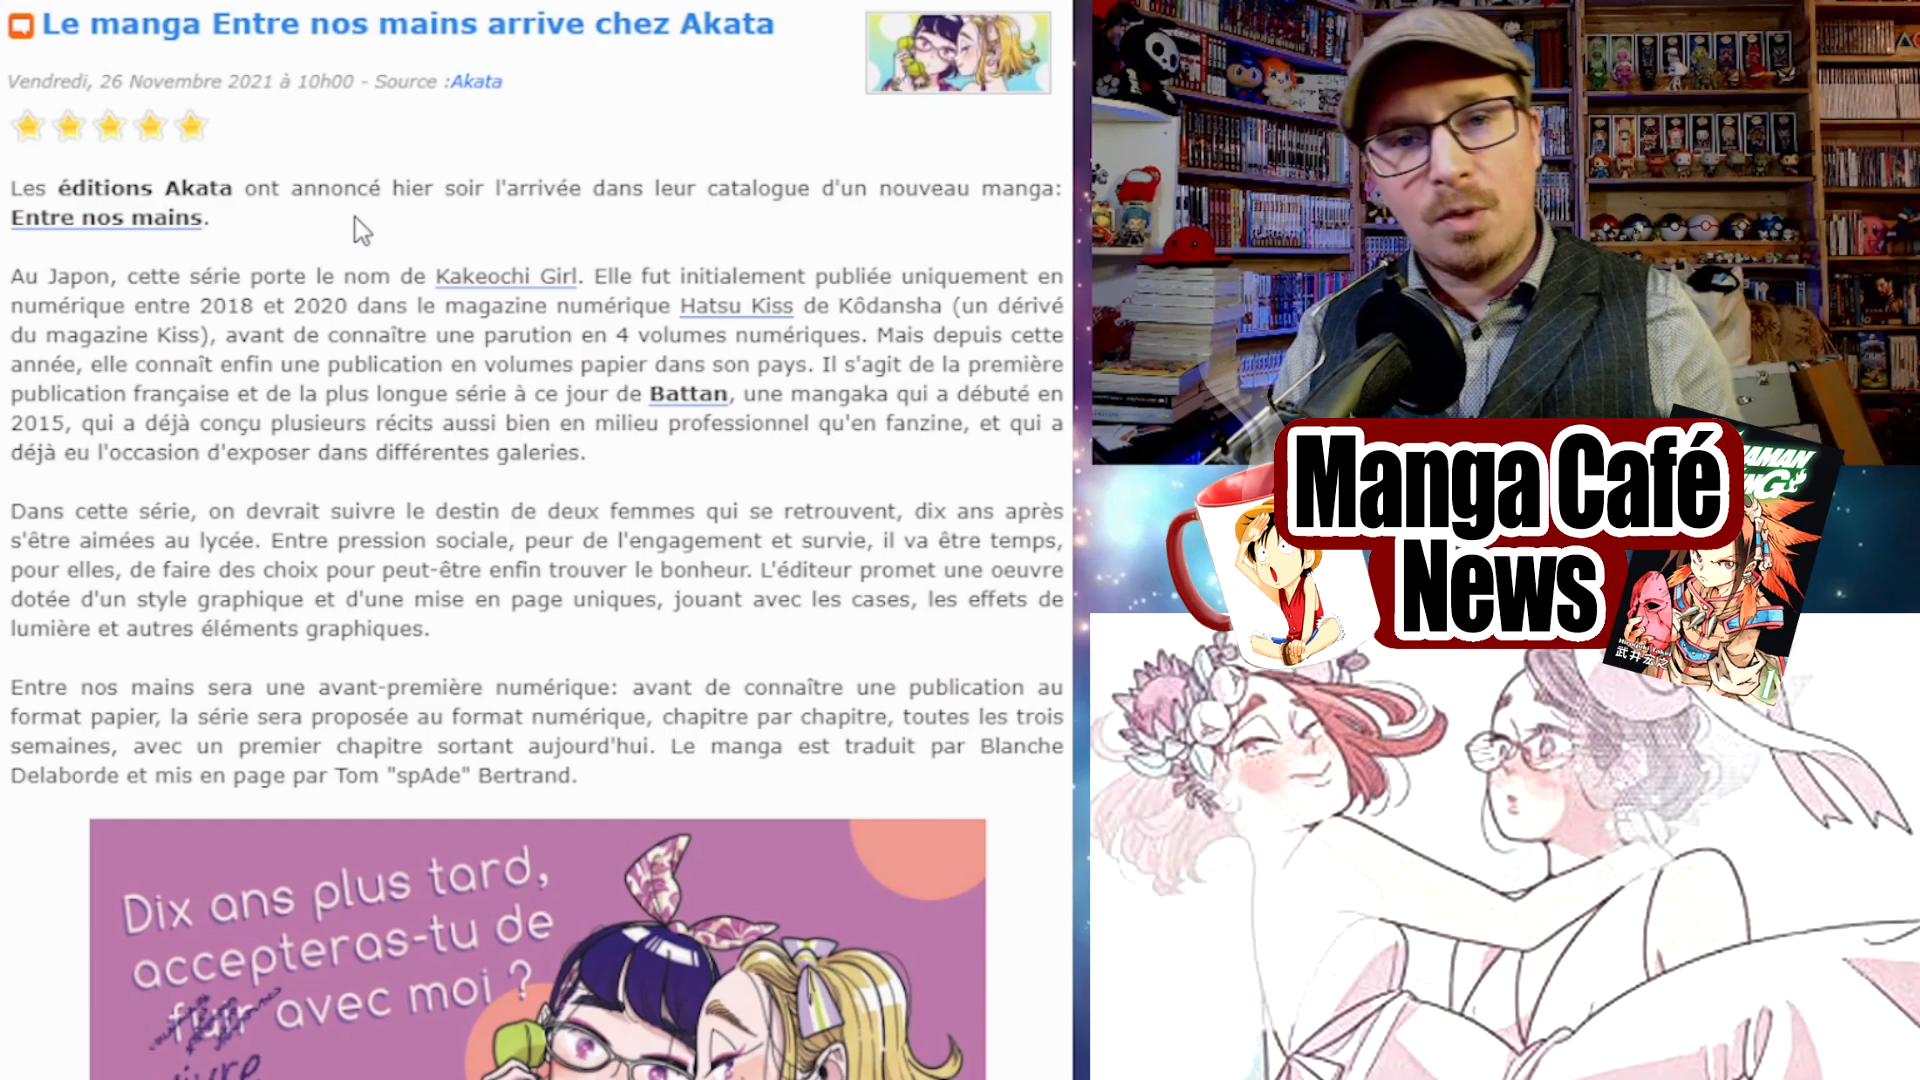 Le manga Entre nos mains arrive chez Akata
Vendredi, 26 Novembre 2021 à 10h00 - Source :Akata
Les éditions Akata ont annoncé hier soir l'arrivée dans leur catalogue d'un nouveau manga:
Entre nos mains.
Au Japon, cette série porte le nom de Kakeochi Girl. Elle fut initialement publiée uniquement en
numérique entre 2018 et 2020 dans le magazine numérique Hatsu Kiss de Kôdansha (un dérivé
du magazine Kiss), avant de connaître une parution en 4 volumes numériques. Mais depuis cette
année, elle connaît enfin une publication en volumes papier dans son pays. Il s'agit de la première
publication française et de la plus longue série à ce jour de Battan, une mangaka qui a débuté en
2015, qui a déjà conçu plusieurs récits aussi bien en milieu professionnel qu'en fanzine, et qui a
déjà eu l'occasion d'exposer dans différentes galeries.
Dans cette série, on devrait suivre le destin de deux femmes qui se retrouvent, dix ans après
s'être aimées au lycée. Entre pression sociale, peur de l'engagement et survie, il va être temps,
pour elles, de faire des choix pour peut-être enfin trouver le bonheur. L'éditeur promet une oeuvre
dotée d'un style graphique et d'une mise en page uniques, jouant avec les cases, les effets de
lumière et autres éléments graphiques.
Entre nos mains sera une avant-première numérique: avant de connaître une publication au
format papier, la série sera proposée au format numérique, chapitre par chapitre, toutes les trois
semaines, avec un premier chapitre sortant aujourd'hui. Le manga est traduit par Blanche
Delaborde et mis en page par Tom "spAde" Bertrand.
Dix ans plus tard,
accepteras-tu de
fuir avec moi ?
vivre
Manga Café
News
武井宏之
1